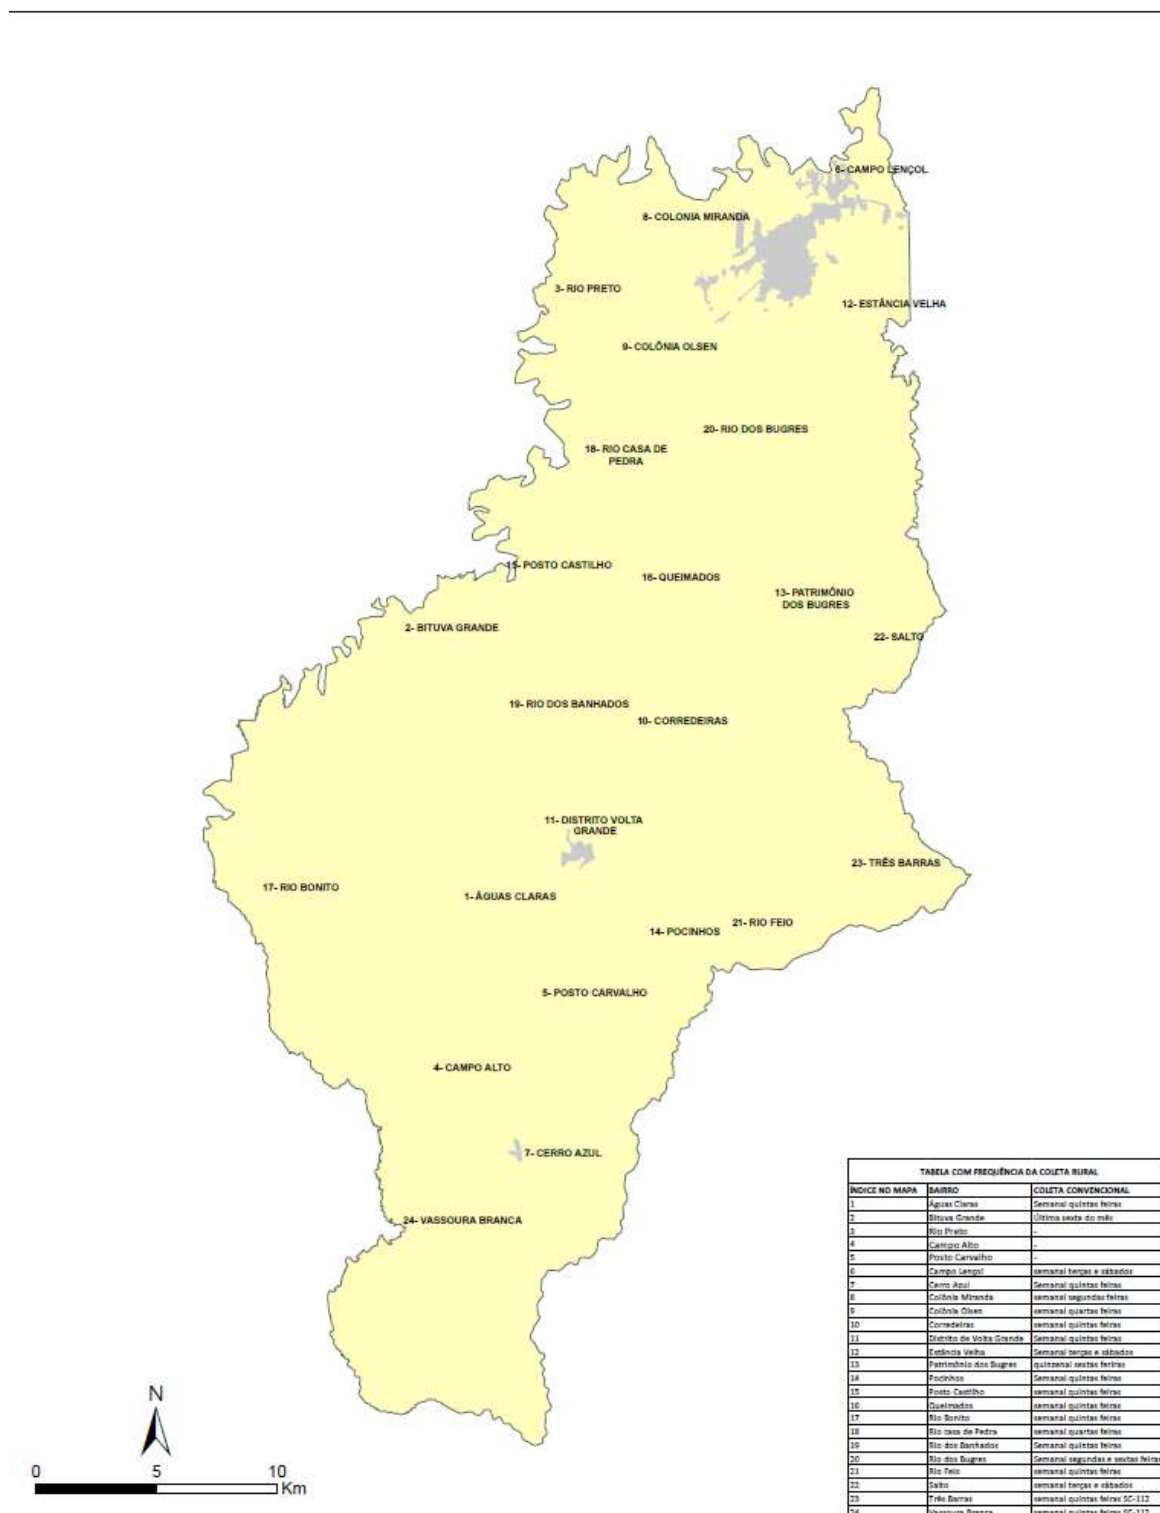 6- CAMPO LENÇOL
8- COLONIA MIRANDA
3- RIO PRETO
12- ESTÂNCIA VELHA
9- COLÔNIA OLSEN
20- RIO DOS BUGRES
18- RIO CASA DE
PEDRA
15- POSTO CASTILHO
16- QUEIMADOS
13- PATRIMÔNIO
DOS BUGRES
2- BITUVA GRANDE
22- SALTO
19- RIO DOS BANHADOS
10- CORREDEIRAS
11- DISTRITO VOLTA
GRANDE
23- TRÊS BARRAS
17- RIO BONITO
1- ÁGUAS CLARAS
21- RIO FEIO
14- POCINHOS
5- POSTO CARVALHO
4- CAMPO ALTO
7- CERRO AZUL
24- VASSOURA BRANCA
N
0 5 10
Km
TABELA COM FREQUÊNCIA DA COLETA RURAL
ÍNDICE NO MAPA BAIRRO COLETA CONVENCIONAL
1 Águas Claras Semanal quintas feiras
2 Bituva Grande Última sexta do mês
3 Rio Preto -
4 Campo Alto -
5 Posto Carvalho -
6 Campo Lençol semanal terças e sábados
7 Cerro Azul Semanal quintas feiras
8 Colônia Miranda semanal segundas feiras
9 Colônia Olsen semanal quartas feiras
10 Corredeiras semanal quintas feiras
11 Distrito de Volta Grande Semanal quintas feiras
12 Estância Velha Semanal terças e sábados
13 Patrimônio dos Bugres quinzenal sextas feriras
14 Pocinhos Semanal quintas feiras
15 Posto Castilho semanal quintas feiras
16 Queimados semanal quintas feiras
17 Rio Bonito semanal quintas feiras
18 Rio casa de Pedra semanal quartas feiras
19 Rio dos Banhados Semanal quintas feiras
20 Rio dos Bugres Semanal segundas e sextas feiras
21 Rio Feio semanal quintas feiras
22 Salto semanal terças e sábados
23 Três Barras semanal quintas feiras SC-112
24 Vassoura Branca semanal quintas feiras SC-112